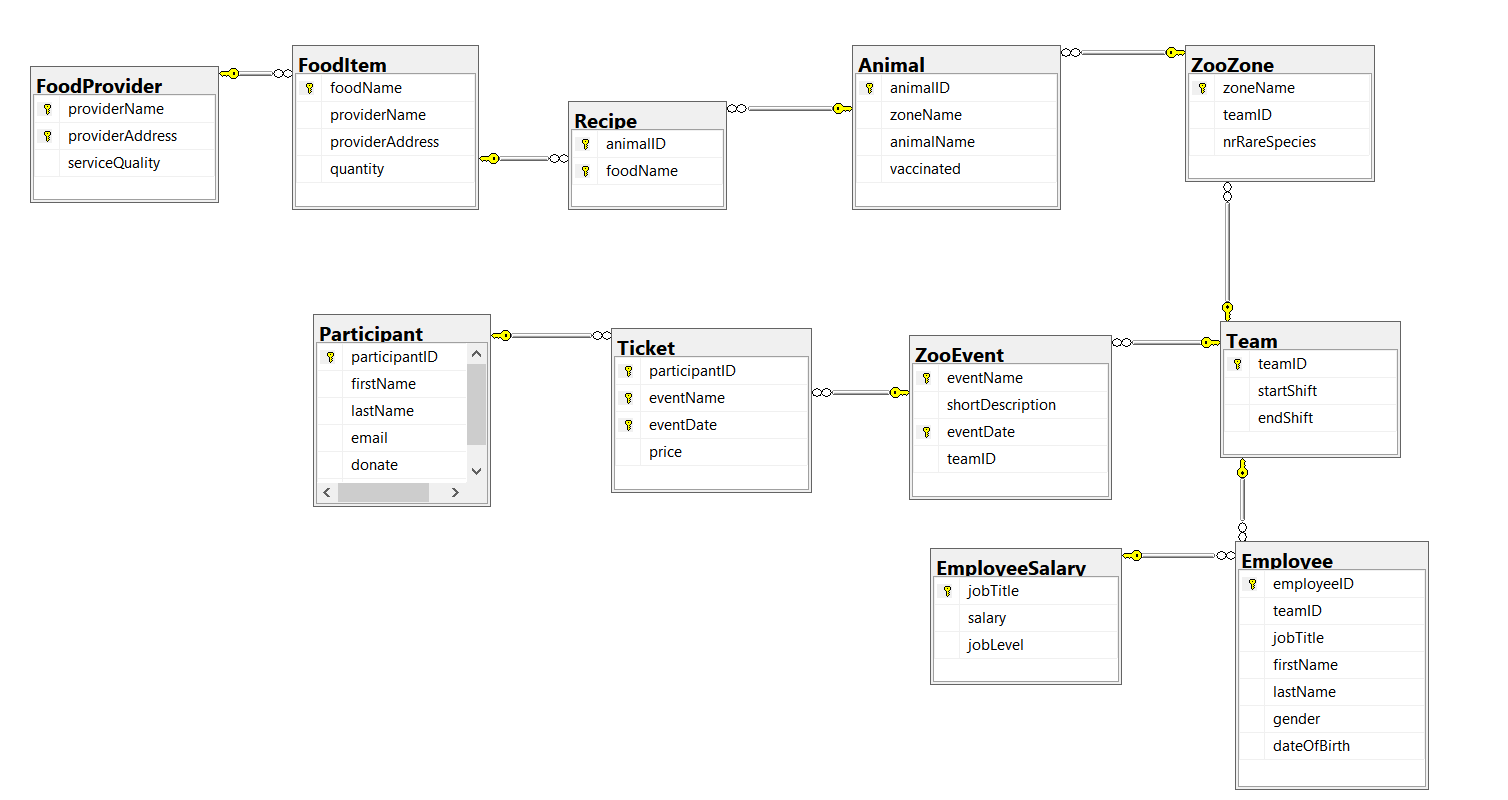 FoodProvider
providerName
providerAddress
serviceQuality
FoodItem
foodName
providerName
providerAddress
quantity
Recipe
animalID
foodName
Animal
animalID
zoneName
animalName
vaccinated
ZooZone
zoneName
teamID
nrRareSpecies
Participant
participantID
firstName
lastName
email
donate
Ticket
participantID
eventName
eventDate
price
ZooEvent
eventName
shortDescription
eventDate
teamID
Team
teamID
startShift
endShift
EmployeeSalary
jobTitle
salary
jobLevel
Employee
employeeID
teamID
jobTitle
firstName
lastName
gender
dateOfBirth